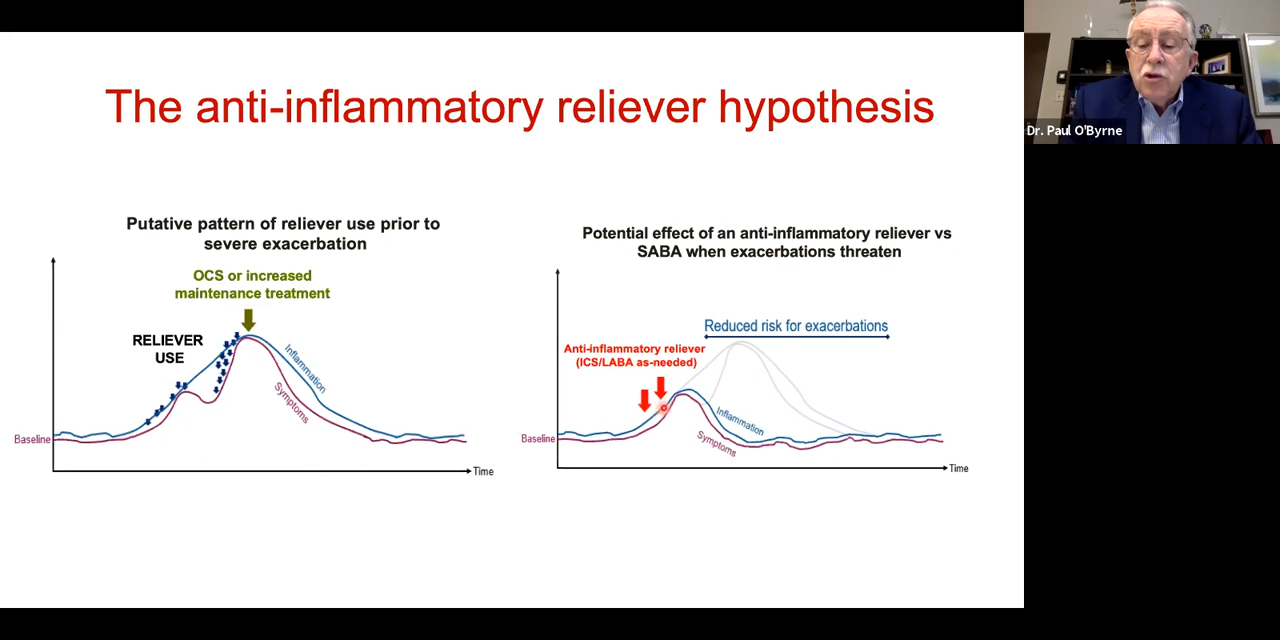 The anti-inflammatory reliever hypothesis
Dr. Paul O'Byrne
Putative pattern of reliever use prior to
severe exacerbation
OCS or increased
maintenance treatment
RELIEVER
USE
Inflammation
Symptoms
Baseline
Time
Potential effect of an anti-inflammatory reliever vs
SABA when exacerbations threaten
Reduced risk for exacerbations
Anti-inflammatory reliever
(ICS/LABA as-needed)
Inflammation
Symptoms
Baseline
Time